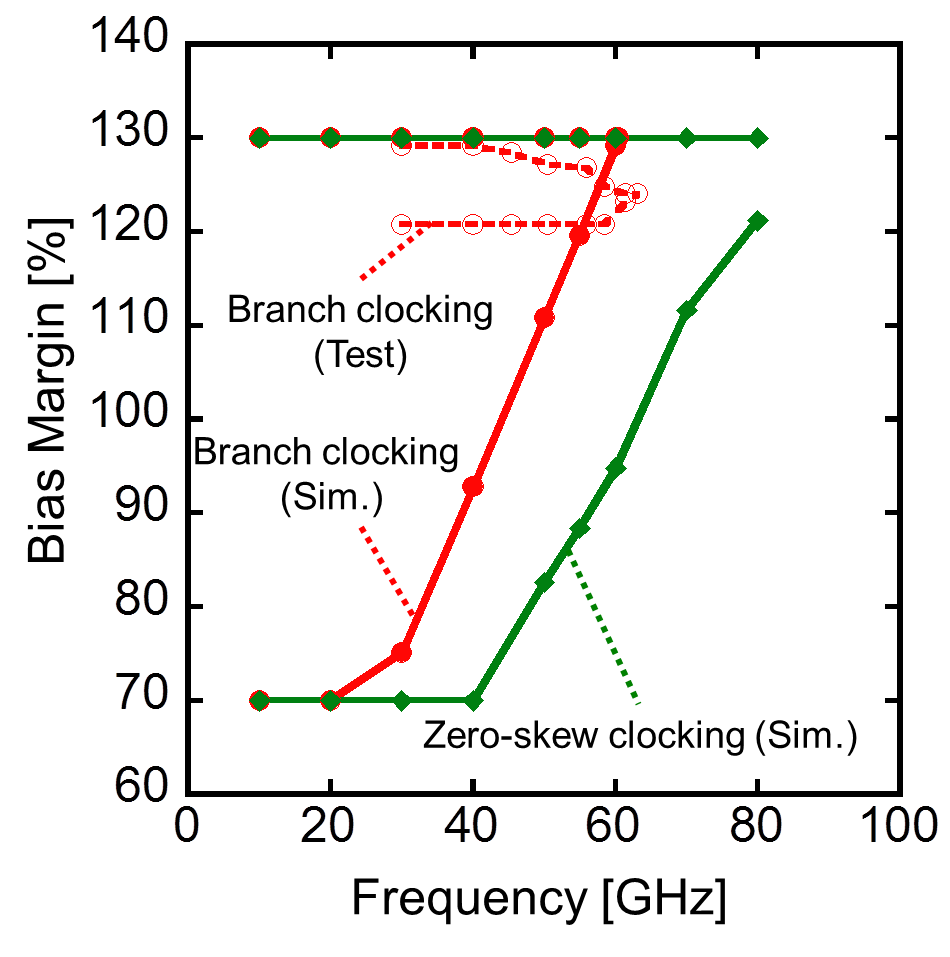 140
130
120
110
100
90
80
70
60
Bias Margin [%]
Branch clocking
(Test)
Branch clocking
(Sim.)
Zero-skew clocking (Sim.)
0 20 40 60 80 100
Frequency [GHz]